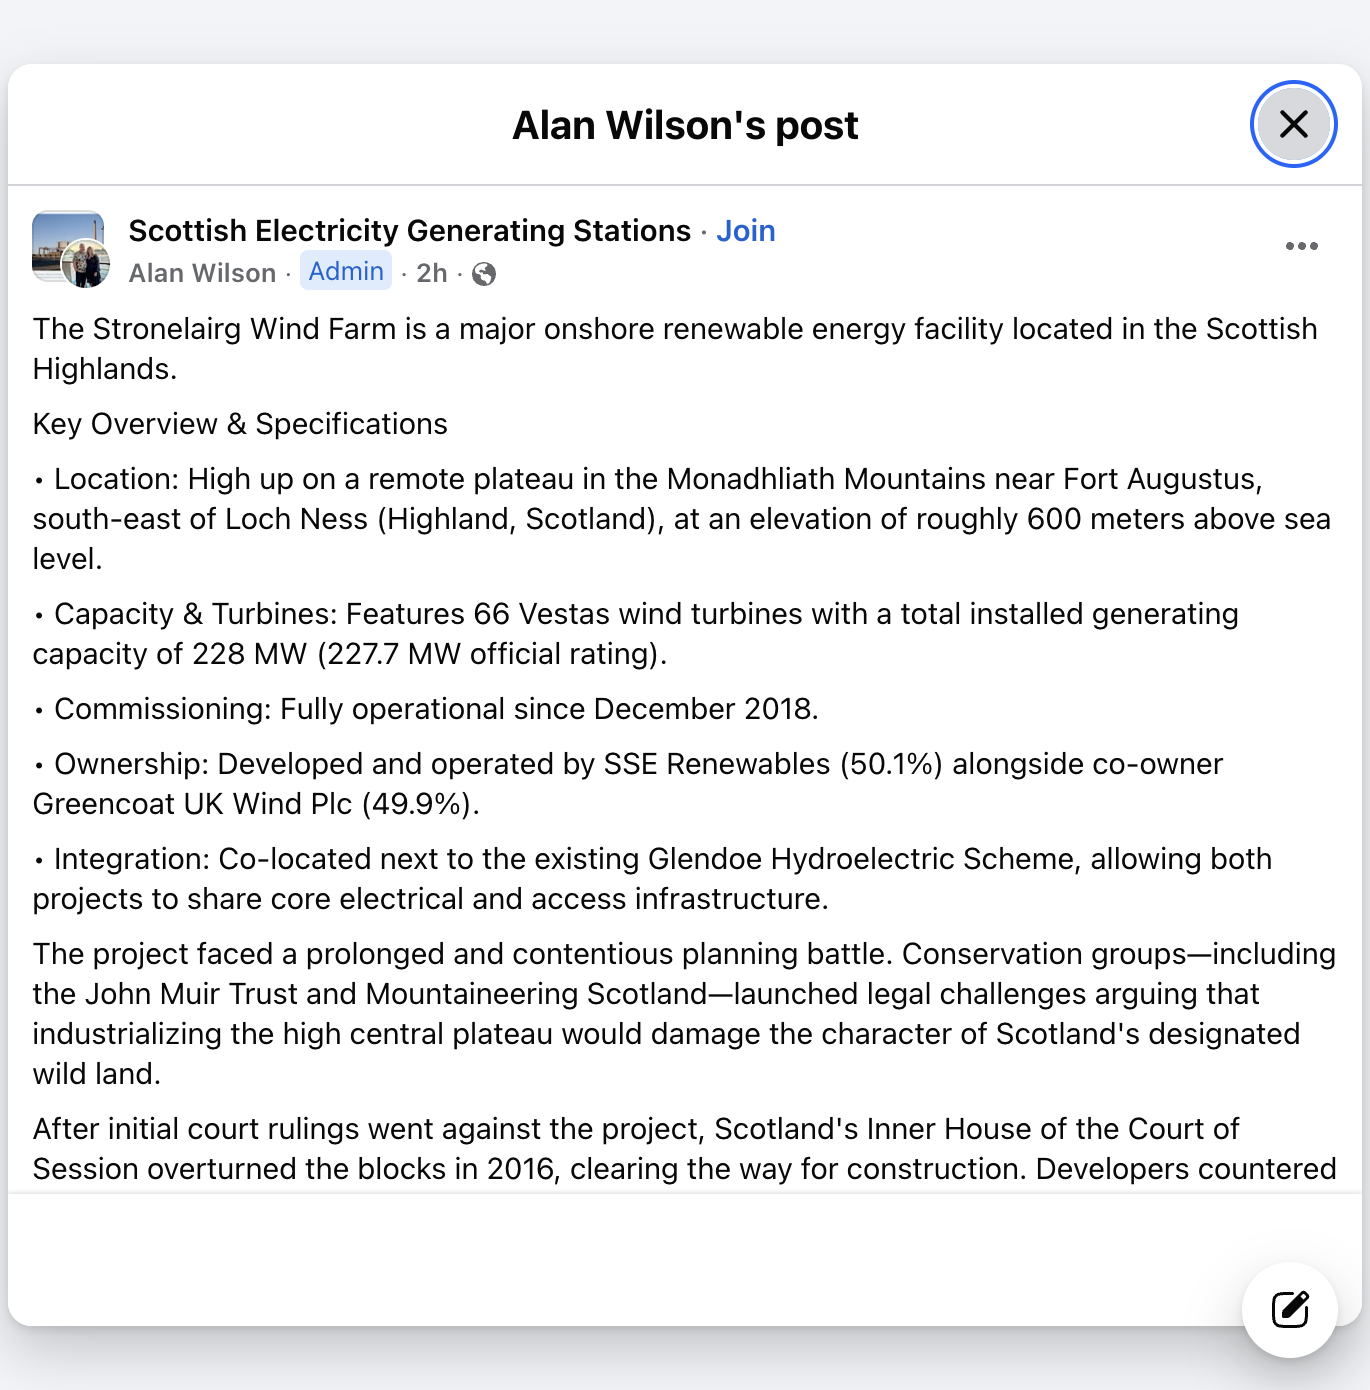 Alan Wilson's post
Scottish Electricity Generating Stations · Join
Alan Wilson · Admin · 2h ·
The Stronelairg Wind Farm is a major onshore renewable energy facility located in the Scottish
Highlands.
Key Overview & Specifications
• Location: High up on a remote plateau in the Monadhliath Mountains near Fort Augustus,
south-east of Loch Ness (Highland, Scotland), at an elevation of roughly 600 meters above sea
level.
• Capacity & Turbines: Features 66 Vestas wind turbines with a total installed generating
capacity of 228 MW (227.7 MW official rating).
• Commissioning: Fully operational since December 2018.
• Ownership: Developed and operated by SSE Renewables (50.1%) alongside co-owner
Greencoat UK Wind Plc (49.9%).
• Integration: Co-located next to the existing Glendoe Hydroelectric Scheme, allowing both
projects to share core electrical and access infrastructure.
The project faced a prolonged and contentious planning battle. Conservation groups—including
the John Muir Trust and Mountaineering Scotland—launched legal challenges arguing that
industrializing the high central plateau would damage the character of Scotland's designated
wild land.
After initial court rulings went against the project, Scotland's Inner House of the Court of
Session overturned the blocks in 2016, clearing the way for construction. Developers countered